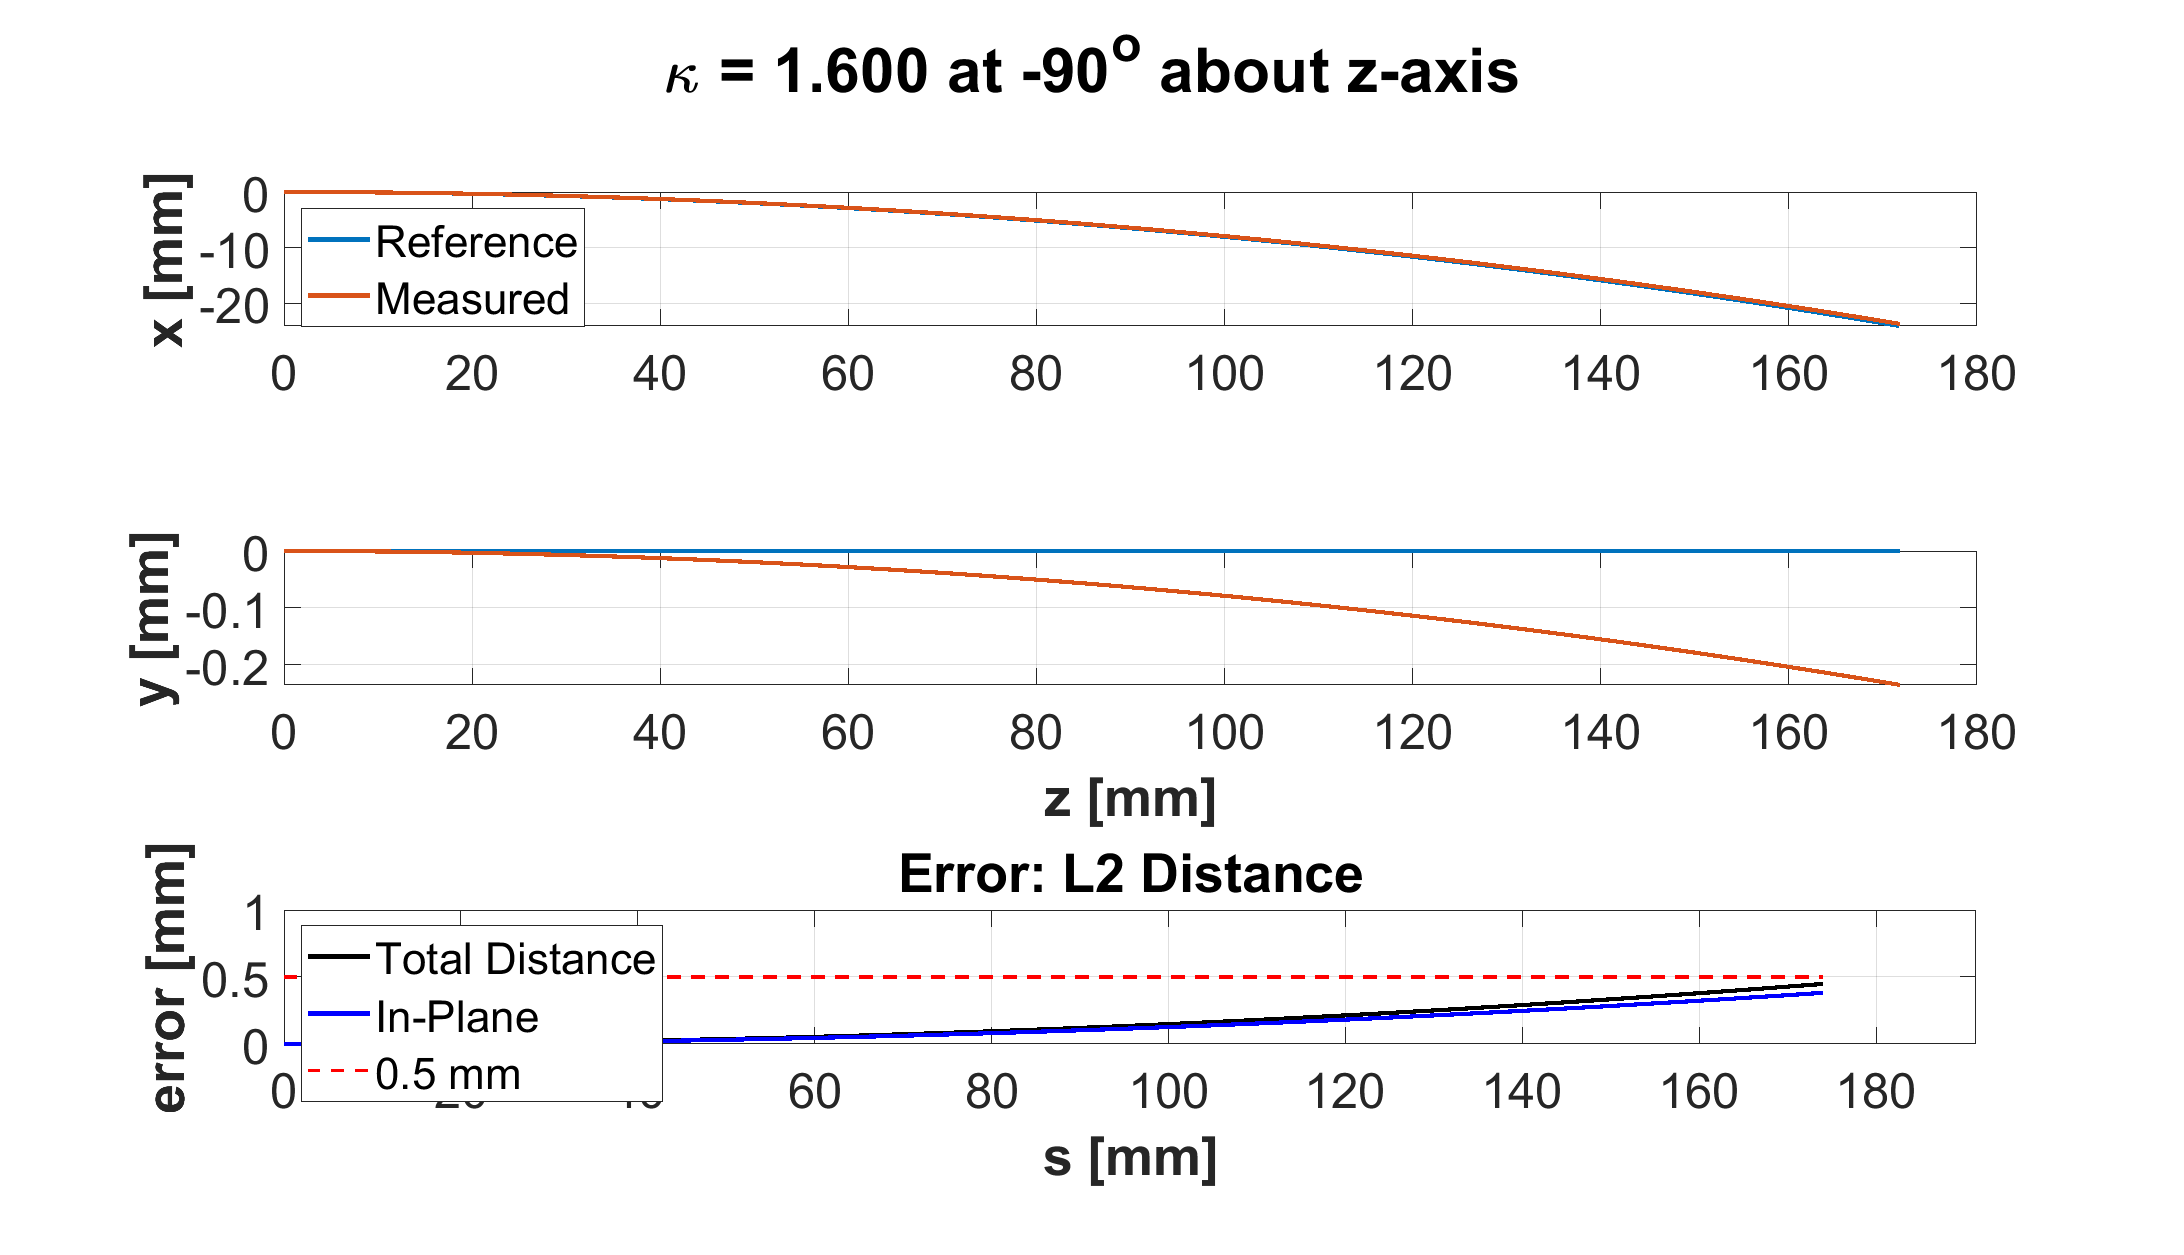 κ = 1.600 at -90° about z-axis
x [mm]
0
-10
-20
Reference
Measured
0 20 40 60 80 100 120 140 160 180
y [mm]
0
-0.1
-0.2
0 20 40 60 80 100 120 140 160 180
z [mm]
Error: L2 Distance
error [mm]
1
0.5
0
Total Distance
In-Plane
0.5 mm
0 60 80 100 120 140 160 180
s [mm]